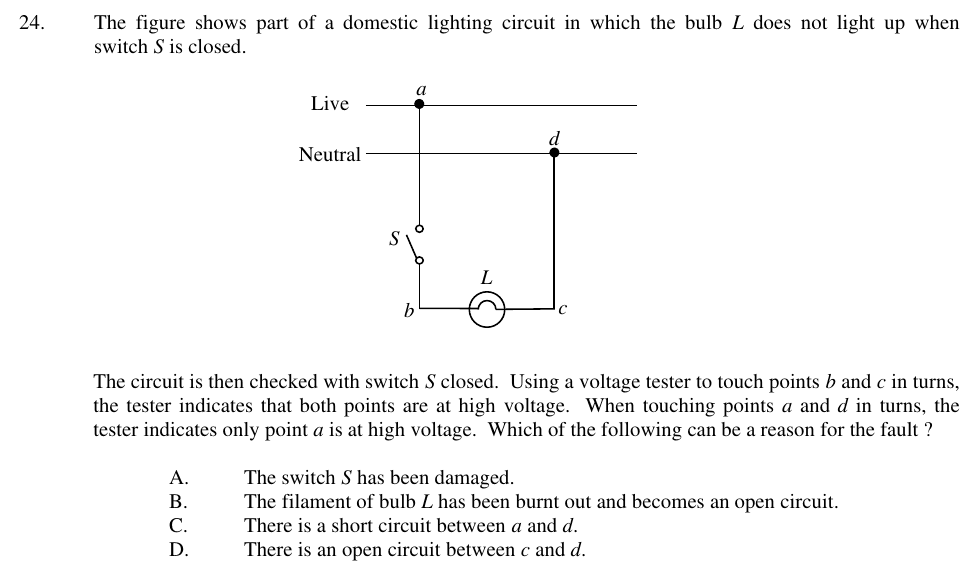 24. The figure shows part of a domestic lighting circuit in which the bulb L does not light up when
switch S is closed.
a
Live
d
Neutral
S
L
b
c
The circuit is then checked with switch S closed. Using a voltage tester to touch points b and c in turns,
the tester indicates that both points are at high voltage. When touching points a and d in turns, the
tester indicates only point a is at high voltage. Which of the following can be a reason for the fault ?
A. The switch S has been damaged.
B. The filament of bulb L has been burnt out and becomes an open circuit.
C. There is a short circuit between a and d.
D. There is an open circuit between c and d.